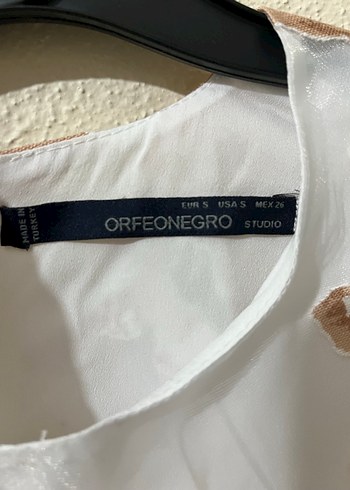 MADE IN
TURKEY
EUR S USA S MEX 26
ORFEONEGRO STUDIO